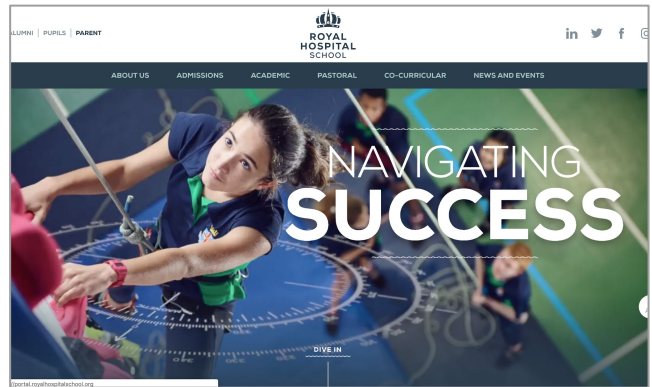 ALUMNI | PUPILS | PARENT
ROYAL
HOSPITAL
SCHOOL
in
f
ABOUT US ADMISSIONS ACADEMIC PASTORAL CO-CURRICULAR NEWS AND EVENTS
NAVIGATING
SUCCESS
DIVE IN
//portal.royalhospitalschool.org